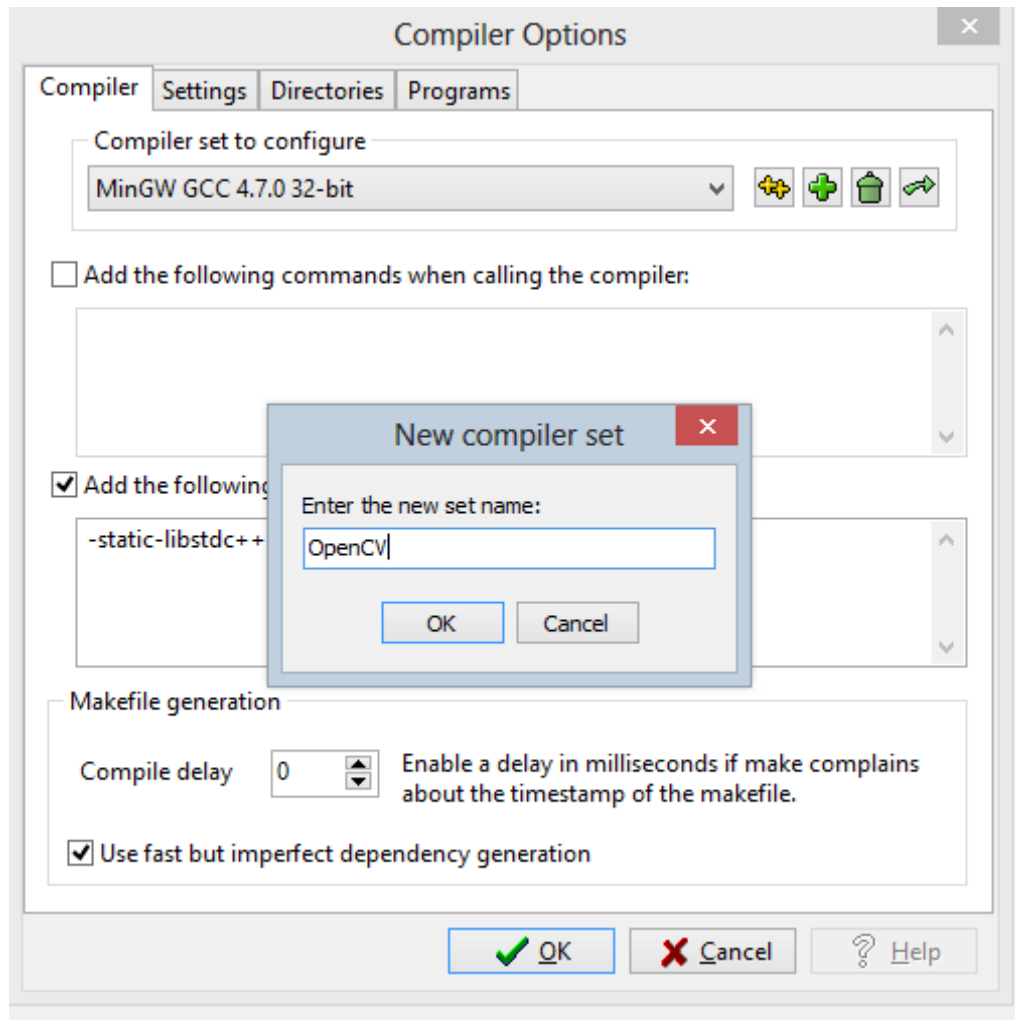 Compiler Options
Compiler Settings Directories Programs
Compiler set to configure
MinGW GCC 4.7.0 32-bit
Add the following commands when calling the compiler:
New compiler set
Add the following
Enter the new set name:
-static-libstdc++
OpenCV
OK Cancel
Makefile generation
Compile delay 0 Enable a delay in milliseconds if make complains
about the timestamp of the makefile.
Use fast but imperfect dependency generation
OK Cancel ? Help